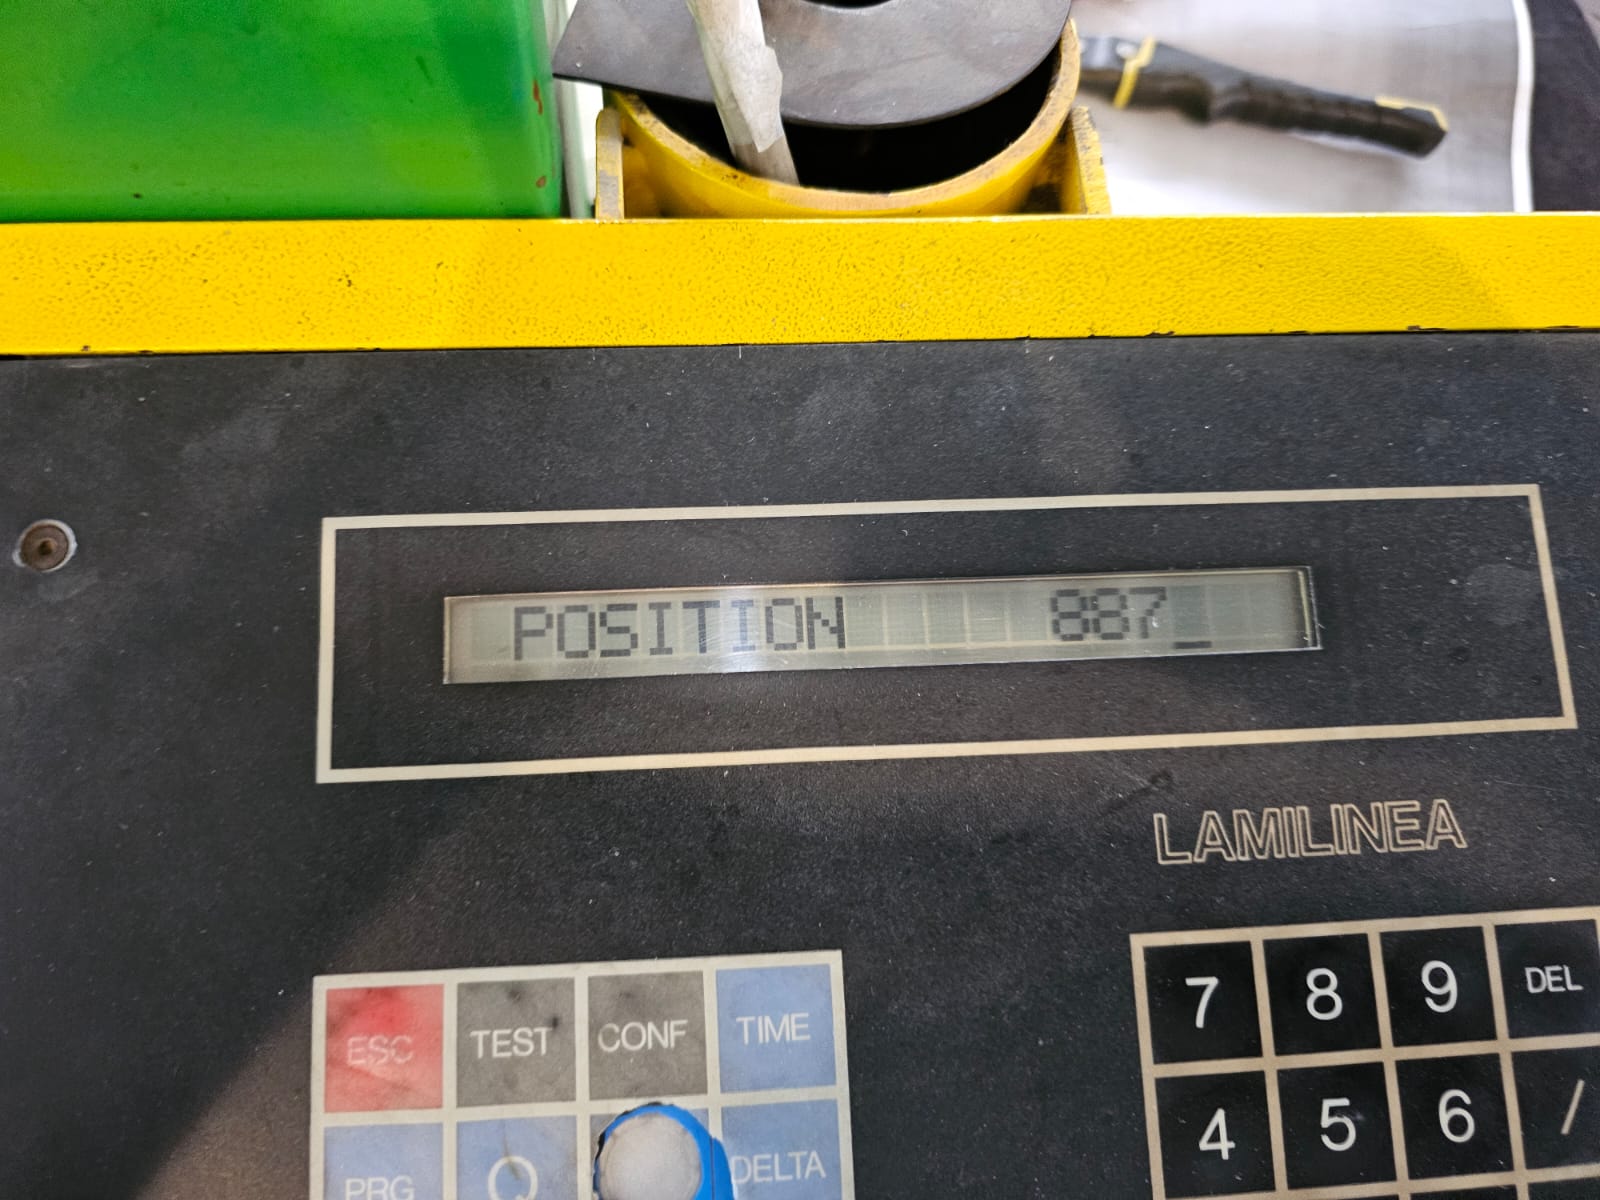 POSITION 887_
LAMILINEA
ESC TEST CONF TIME
7 8 9 DEL
PRG Q DELTA
4 5 6 /